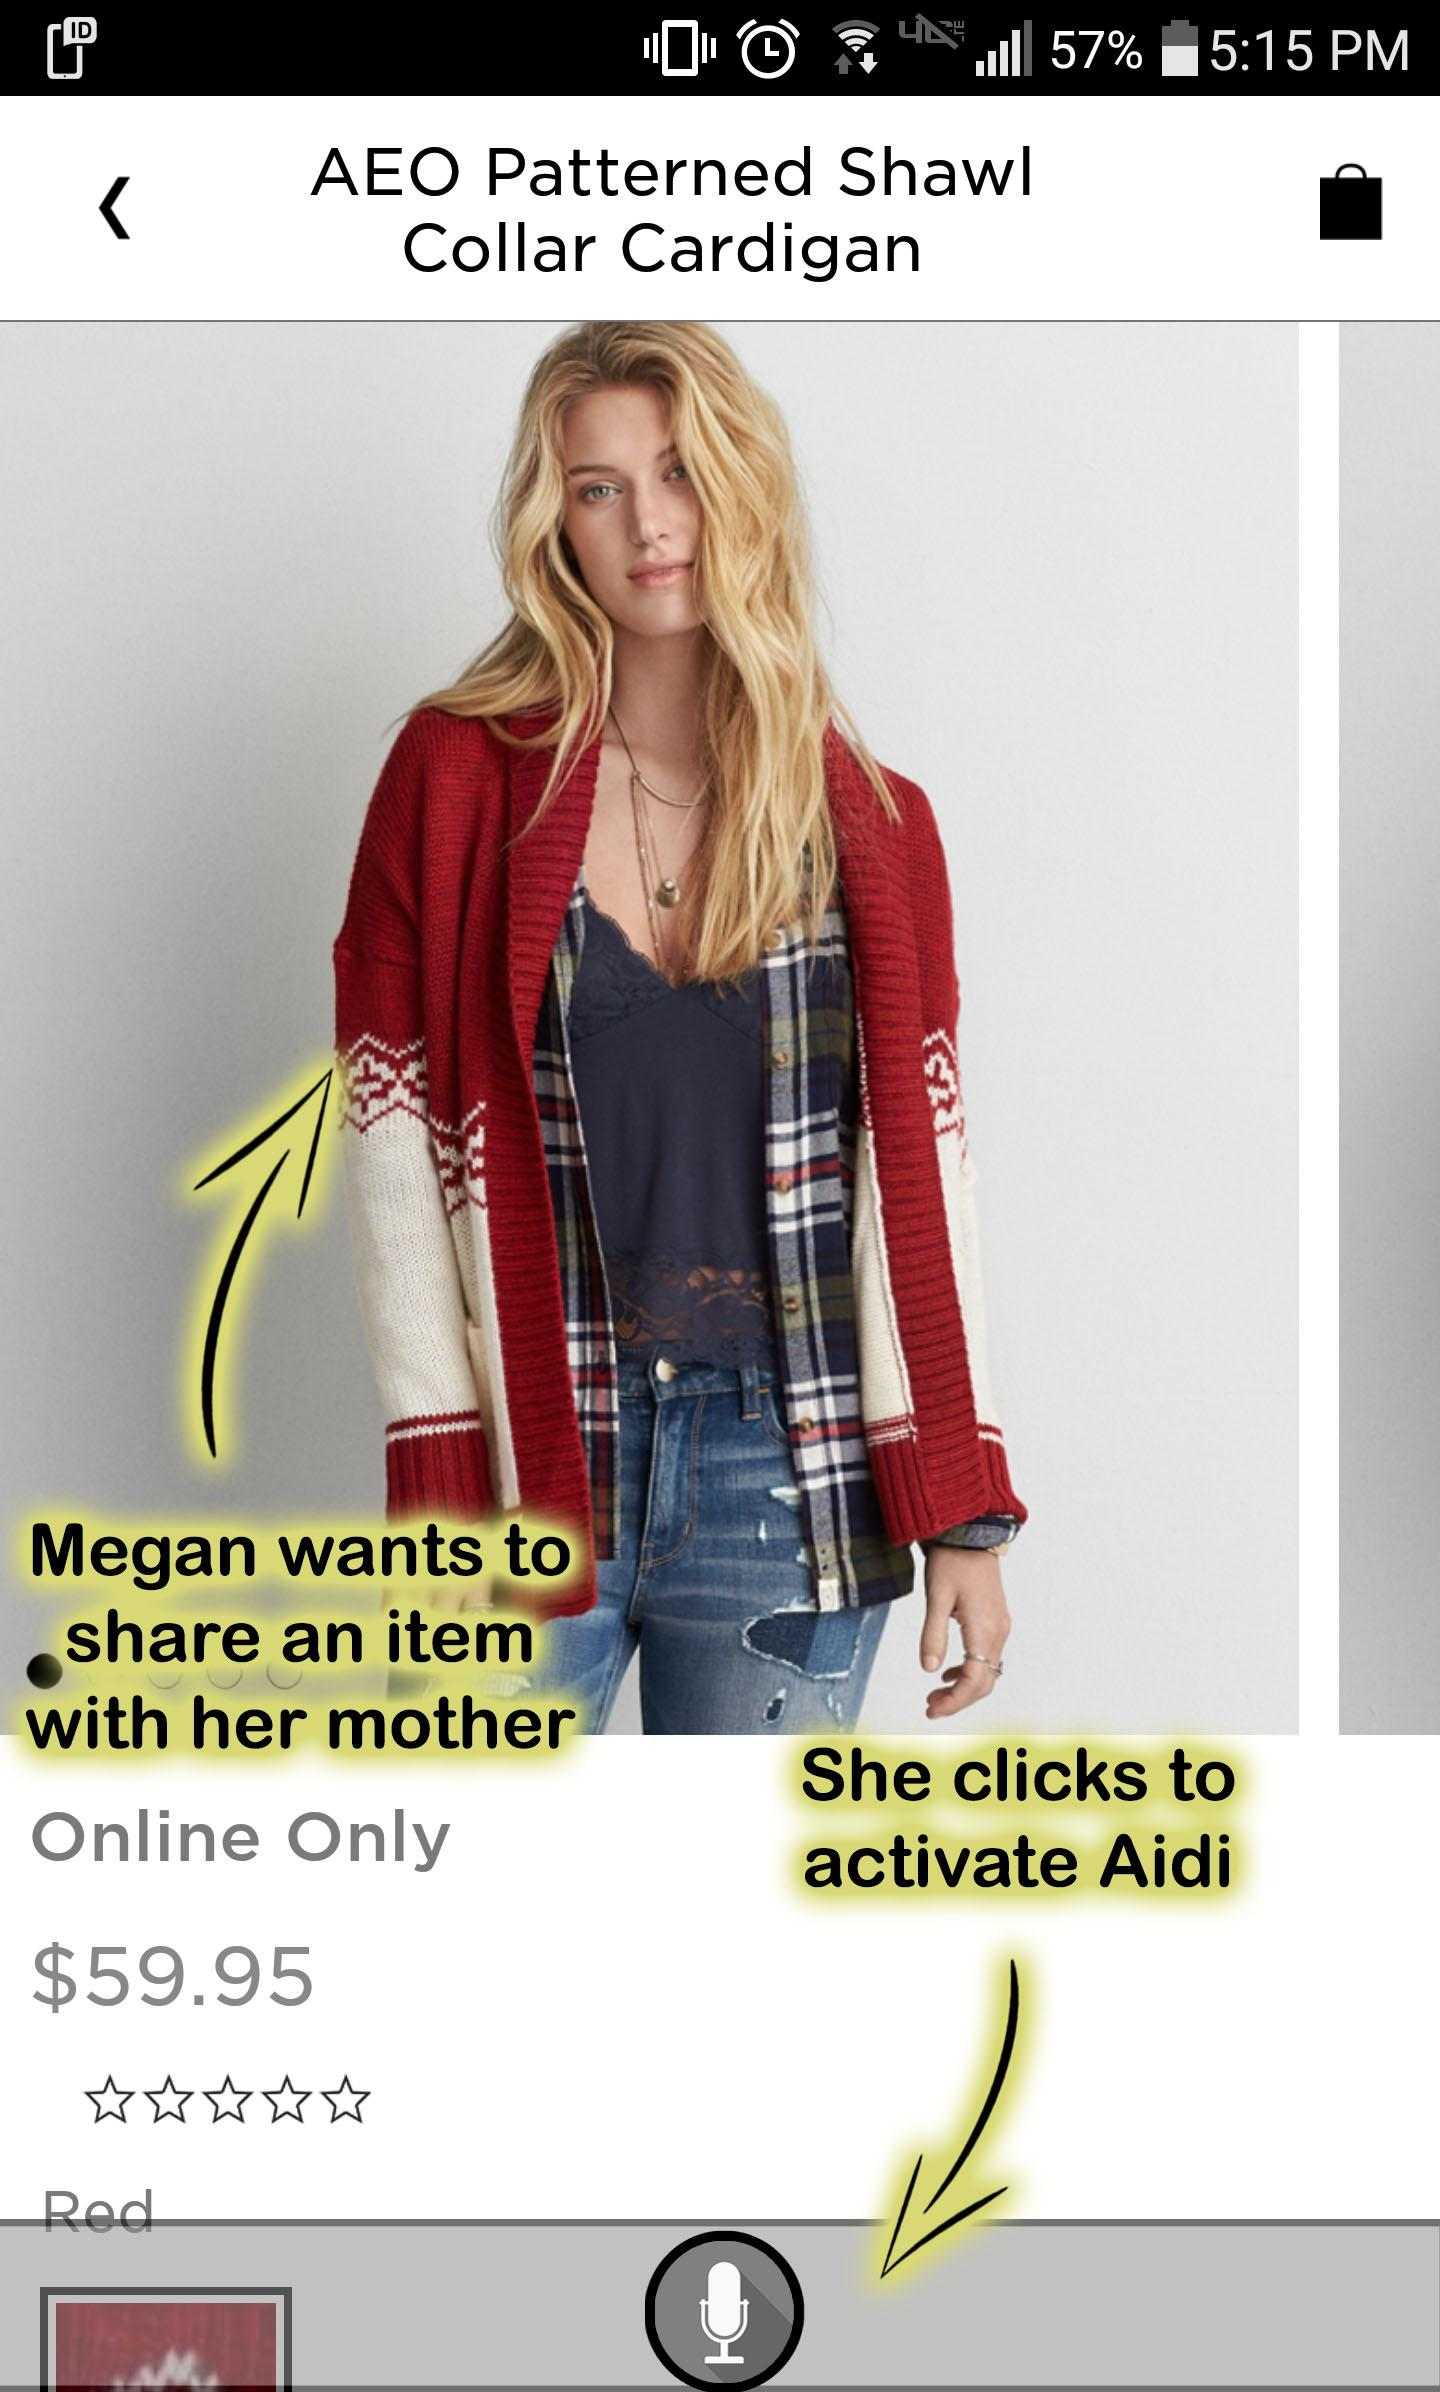 ID
57% 5:15 PM
AEO Patterned Shawl
Collar Cardigan
Megan wants to
share an item
with her mother
She clicks to
activate Aidi
Online Only
$59.95
Red